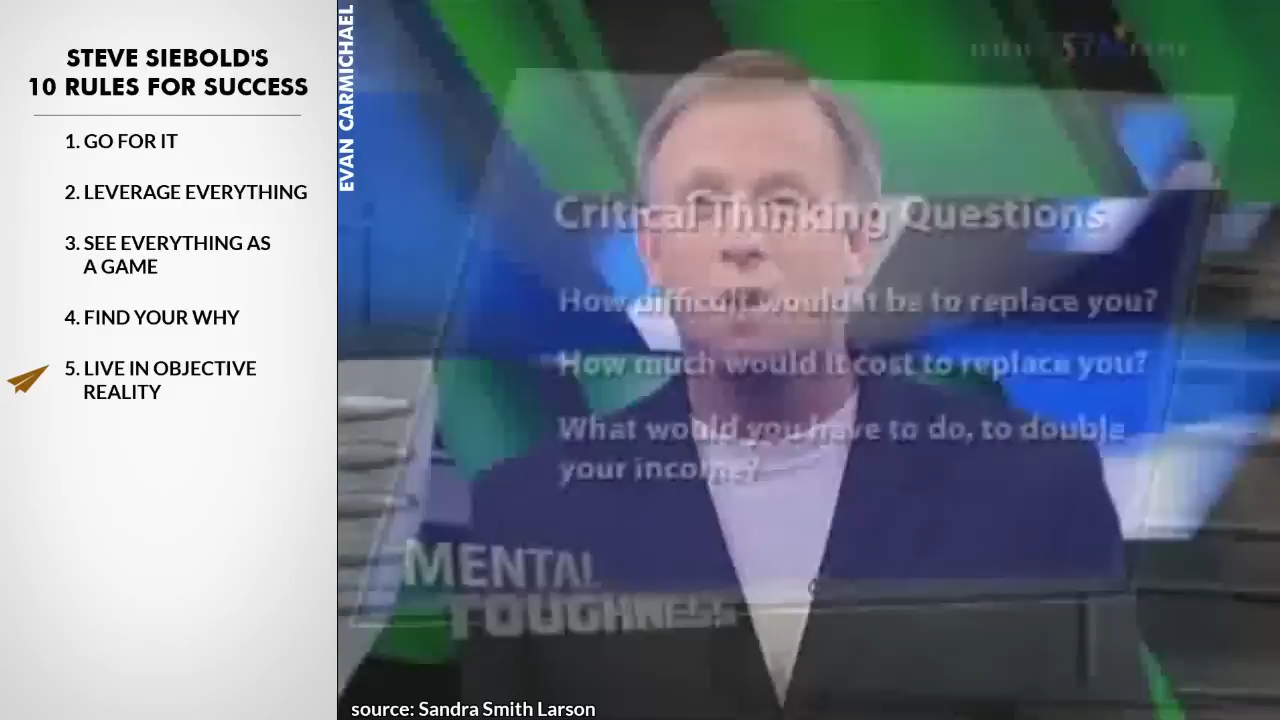 STEVE SIEBOLD'S
10 RULES FOR SUCCESS
1. GO FOR IT
2. LEVERAGE EVERYTHING
3. SEE EVERYTHING AS
A GAME
4. FIND YOUR WHY
5. LIVE IN OBJECTIVE
REALITY
EVAN CARMICHAEL
Critical Thinking Questions
How difficult would it be to replace you?
How much would it cost to replace you?
What would you have to do, to double
your income?
MENTAL
TOUGHNESS
source: Sandra Smith Larson